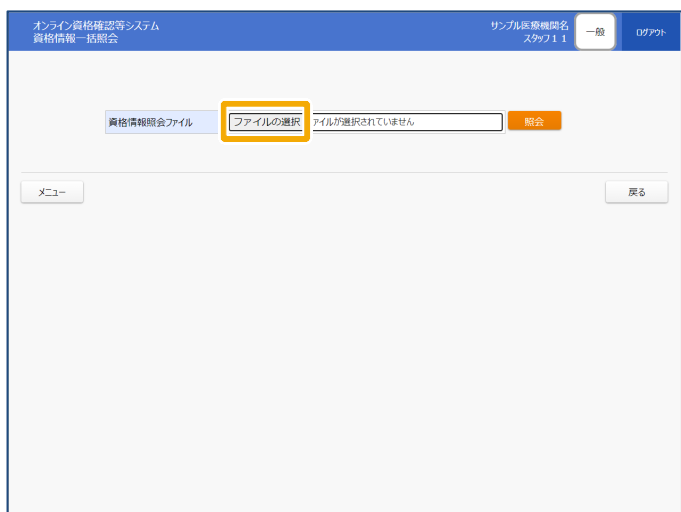 オンライン資格確認等システム
資格情報一括照会
サンプル医療機関名
スタッフ11
一般
ログアウト
資格情報照会ファイル
ファイルの選択
ァイルが選択されていません
照会
メニュー
戻る